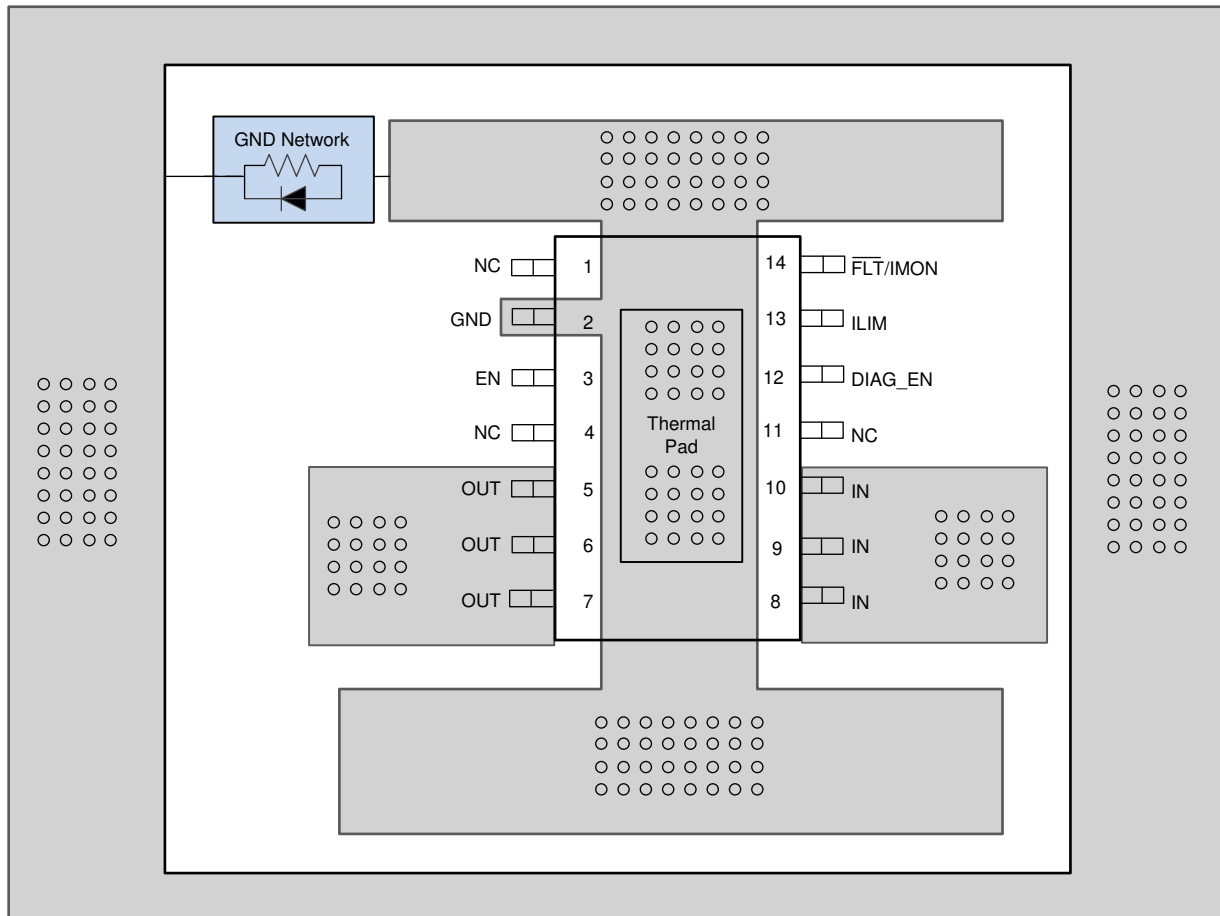 GND Network
NC 1 14 F̅L̅T̅/IMON
GND 2 13 ILIM
EN 3 12 DIAG_EN
NC 4 11 NC
Thermal
Pad
OUT 5 10 IN
OUT 6 9 IN
OUT 7 8 IN